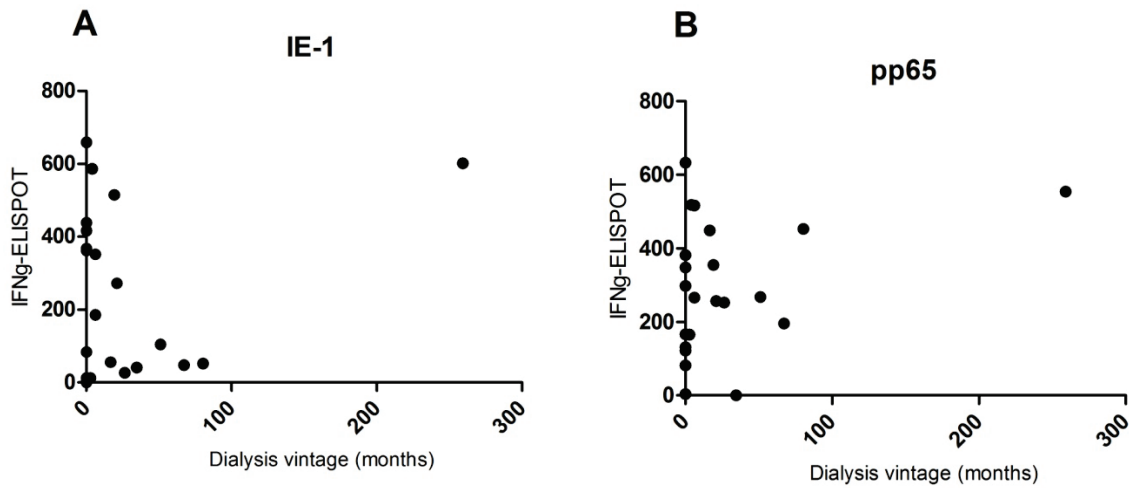 A
IE-1
800
600
400
200
0
IFNg-ELISPOT
0
100
200
300
Dialysis vintage (months)
B
pp65
800
600
400
200
0
IFNg-ELISPOT
0
100
200
300
Dialysis vintage (months)